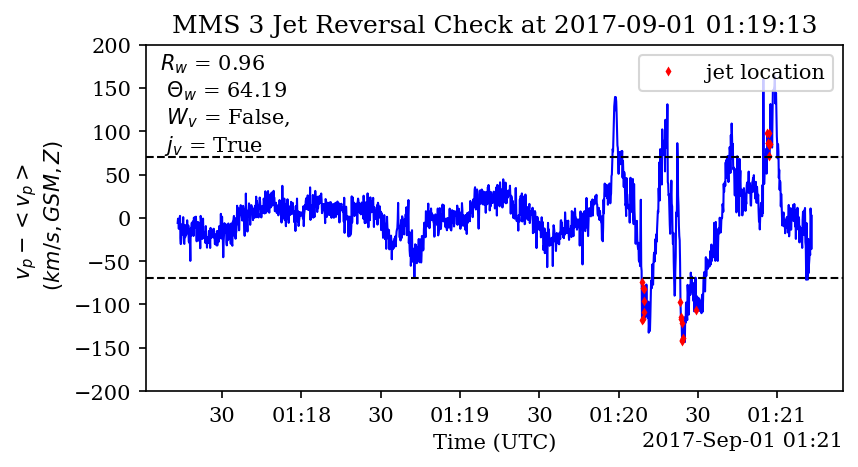 MMS 3 Jet Reversal Check at 2017-09-01 01:19:13
200
150
100
50
0
−50
−100
−150
−200
v_p − <v_p>
(km/s, GSM, Z)
R_w = 0.96
Θ_w = 64.19
W_v = False,
j_v = True
jet location
30
01:18
30
01:19
30
01:20
30
01:21
Time (UTC)
2017-Sep-01 01:21